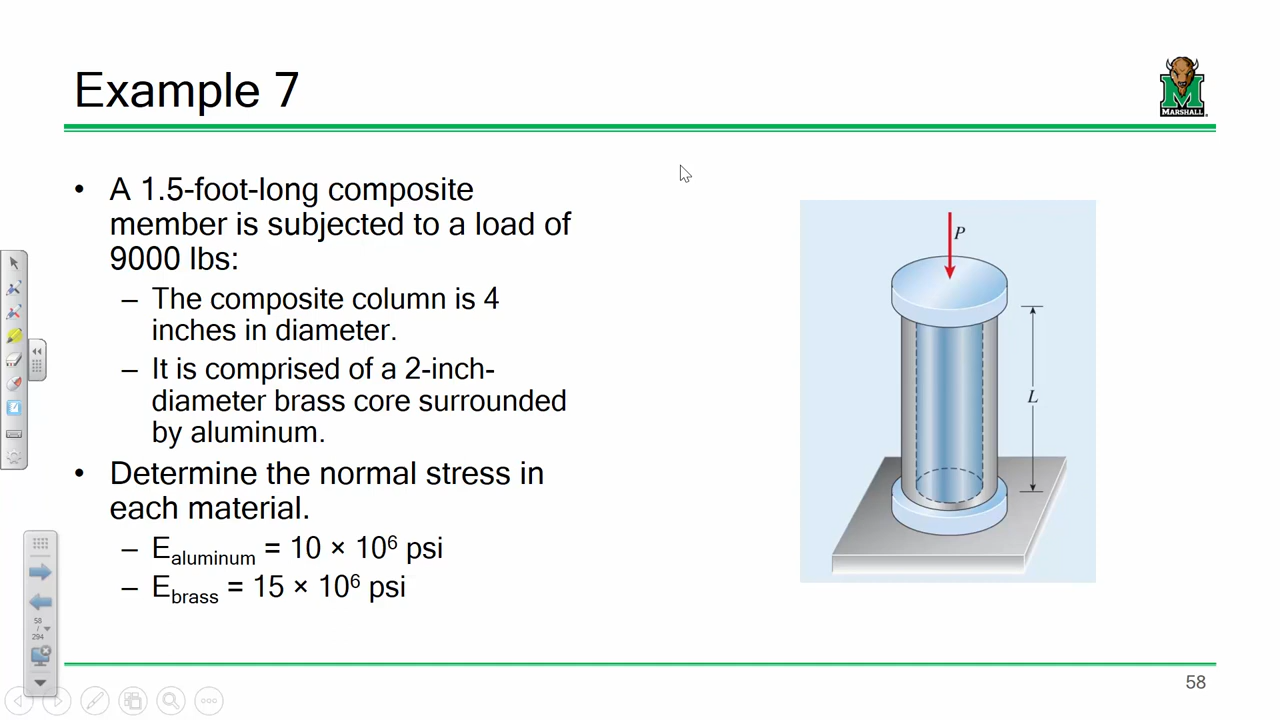 Example 7
MARSHALL
• A 1.5-foot-long composite
member is subjected to a load of
9000 lbs:
– The composite column is 4
inches in diameter.
– It is comprised of a 2-inch-
diameter brass core surrounded
by aluminum.
• Determine the normal stress in
each material.
– Ealuminum = 10 × 10⁶ psi
– Ebrass = 15 × 10⁶ psi
P
L
58
/
294
58